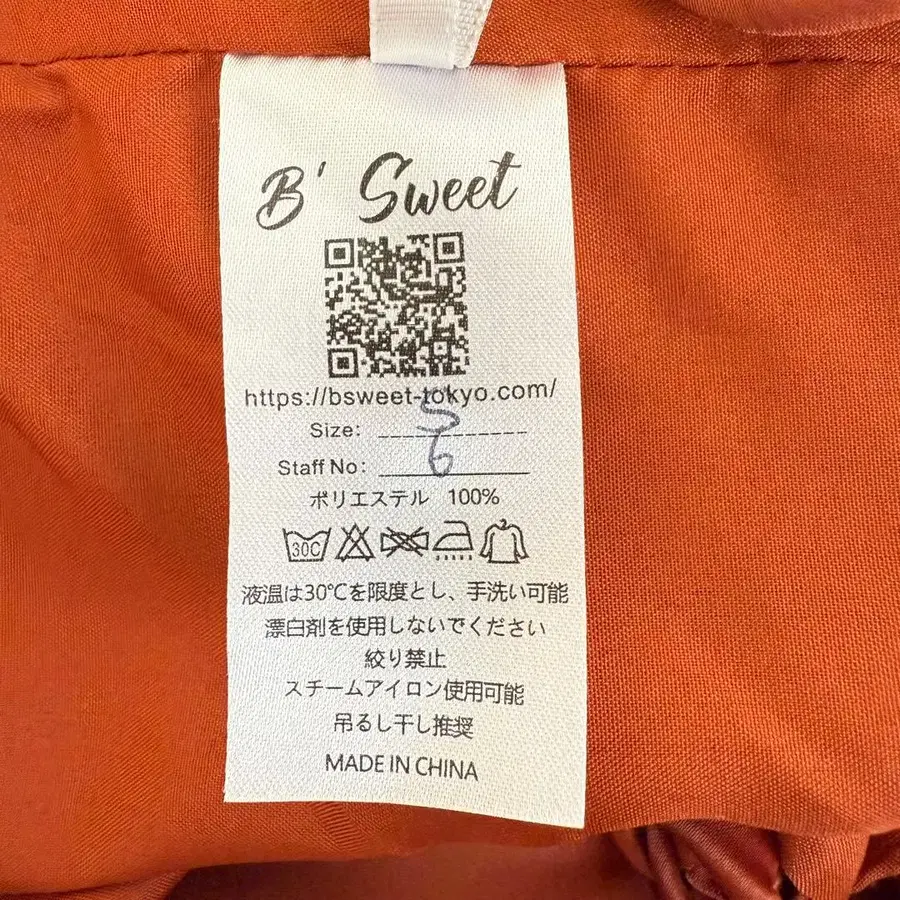 B' Sweet
https://bsweet-tokyo.com/
Size: S
Staff No: 6
ポリエステル 100%
30C
液温は30℃を限度とし、手洗い可能
漂白剤を使用しないでください
絞り禁止
スチームアイロン使用可能
吊るし干し推奨
MADE IN CHINA